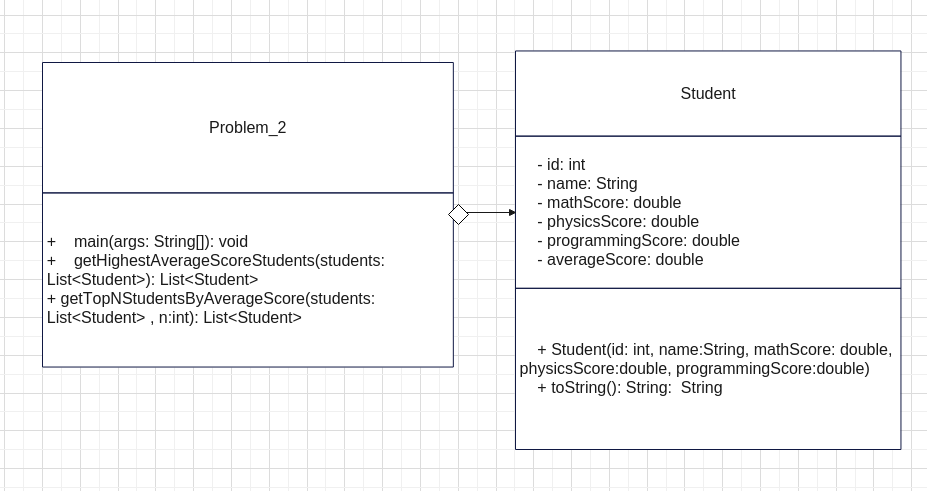 Problem_2
+ main(args: String[]): void
+ getHighestAverageScoreStudents(students:
List<Student>): List<Student>
+ getTopNStudentsByAverageScore(students:
List<Student> , n:int): List<Student>
Student
- id: int
- name: String
- mathScore: double
- physicsScore: double
- programmingScore: double
- averageScore: double
+ Student(id: int, name:String, mathScore: double,
physicsScore:double, programmingScore:double)
+ toString(): String: String